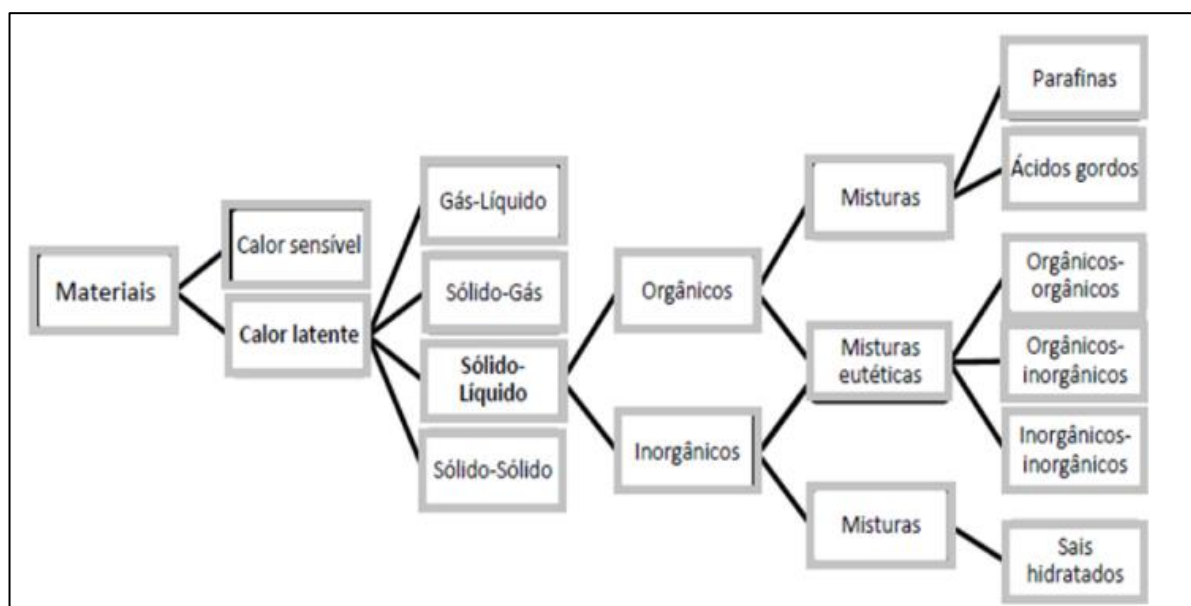 Materiais
Calor sensível
Calor latente
Gás-Líquido
Sólido-Gás
Sólido-
Líquido
Sólido-Sólido
Orgânicos
Inorgânicos
Misturas
Misturas
eutéticas
Misturas
Parafinas
Ácidos gordos
Orgânicos-
orgânicos
Orgânicos-
inorgânicos
Inorgânicos-
inorgânicos
Sais
hidratados